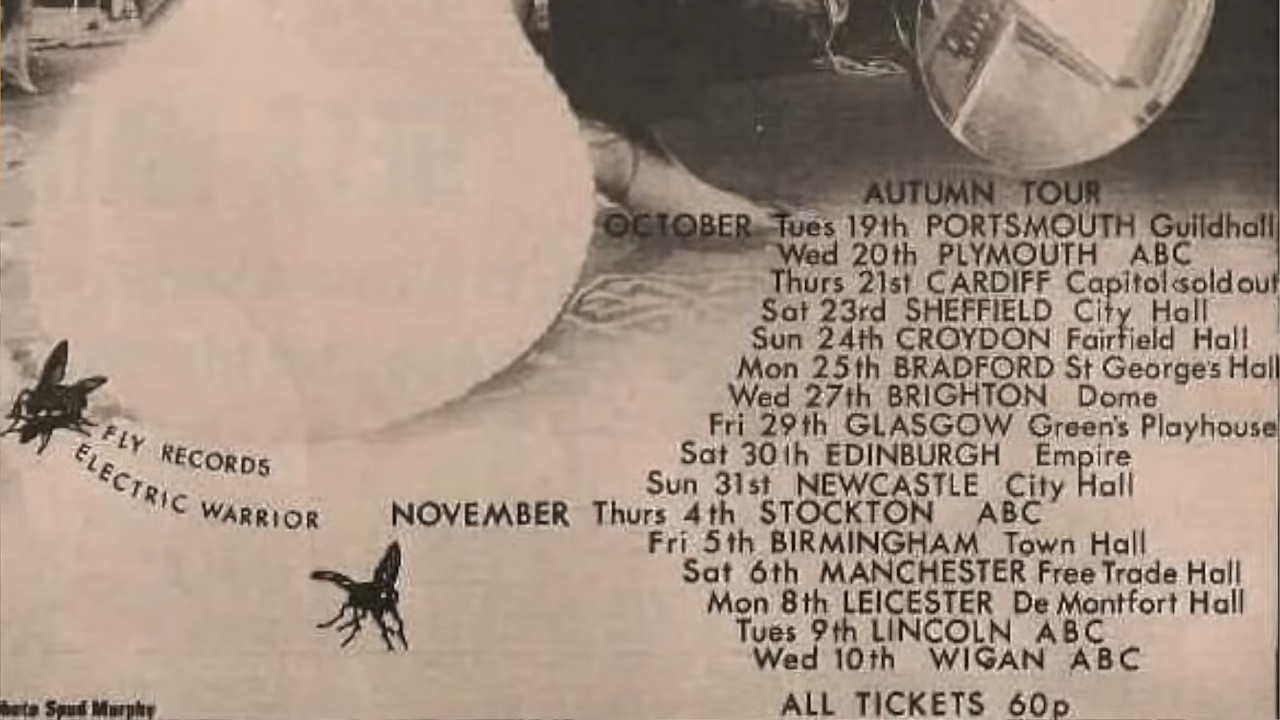 AUTUMN TOUR
OCTOBER Tues 19th PORTSMOUTH Guildhall
Wed 20th PLYMOUTH ABC
Thurs 21st CARDIFF Capitol sold out
Sat 23rd SHEFFIELD City Hall
Sun 24th CROYDON Fairfield Hall
Mon 25th BRADFORD St George's Hall
Wed 27th BRIGHTON Dome
Fri 29th GLASGOW Green's Playhouse
Sat 30th EDINBURGH Empire
Sun 31st NEWCASTLE City Hall
NOVEMBER Thurs 4th STOCKTON ABC
Fri 5th BIRMINGHAM Town Hall
Sat 6th MANCHESTER Free Trade Hall
Mon 8th LEICESTER De Montfort Hall
Tues 9th LINCOLN ABC
Wed 10th WIGAN ABC
ALL TICKETS 60p
FLY RECORDS
ELECTRIC WARRIOR
Spud Murphy